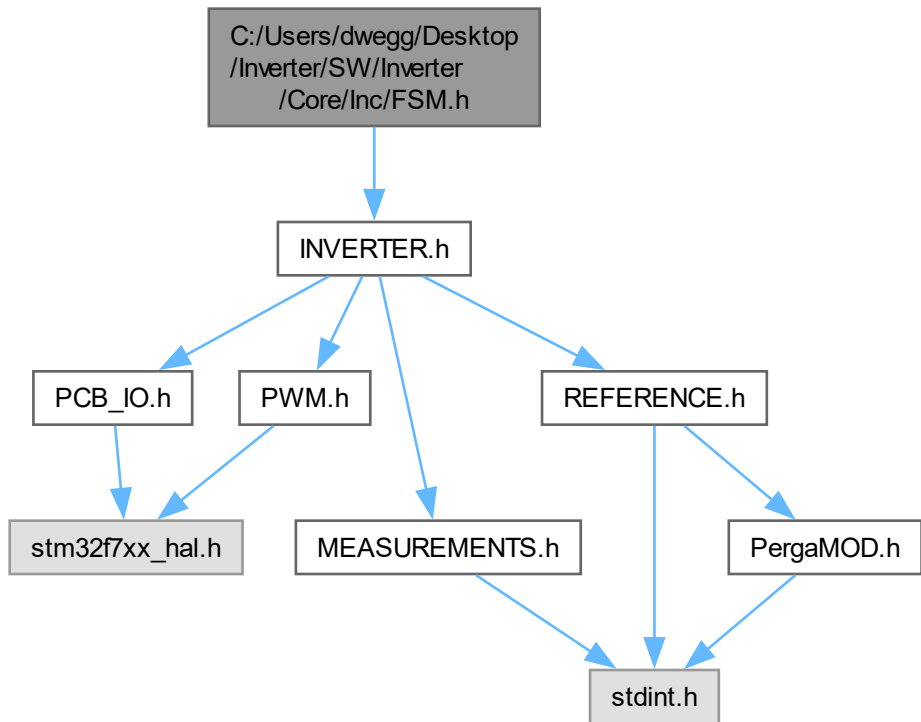 C:/Users/dwegg/Desktop
/Inverter/SW/Inverter
/Core/Inc/FSM.h
INVERTER.h
PCB_IO.h
PWM.h
REFERENCE.h
stm32f7xx_hal.h
MEASUREMENTS.h
PergaMOD.h
stdint.h